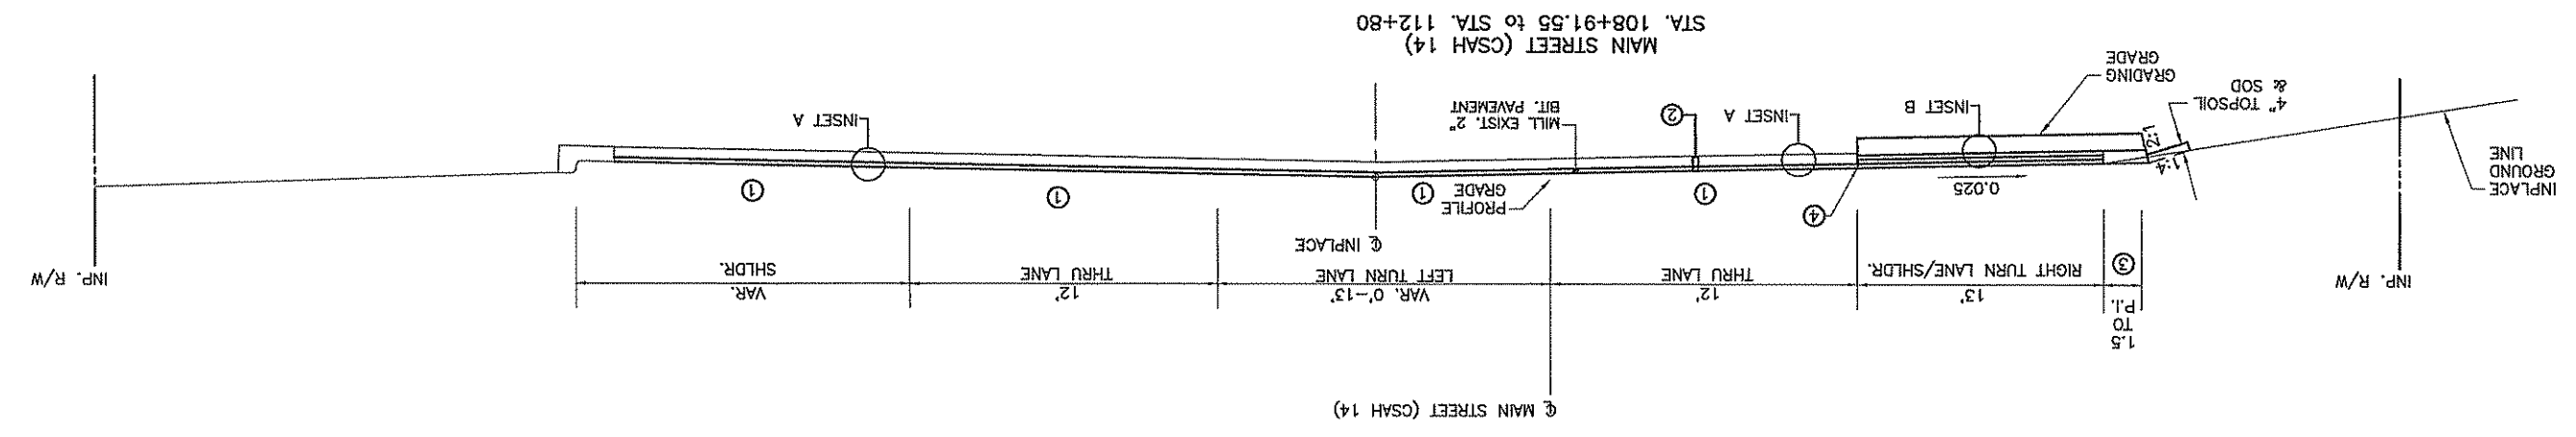 ℄ MAIN STREET (CSAH 14)
1.5
TO
P.I.
③
INP. R/W
13'
RIGHT TURN LANE/SHLDR.
12'
THRU LANE
VAR. 0'-13'
LEFT TURN LANE
12'
THRU LANE
VAR.
SHLDR.
INP. R/W
℄ INPLACE
INPLACE
GROUND
LINE
1:4
2:1
0.025
④
①
PROFILE
GRADE
①
①
①
4" TOPSOIL
& SOD
INSET B
INSET A
②
MILL EXIST. 2"
BIT. PAVEMENT
INSET A
GRADING
GRADE
MAIN STREET (CSAH 14)
STA. 108+91.55 to STA. 112+80